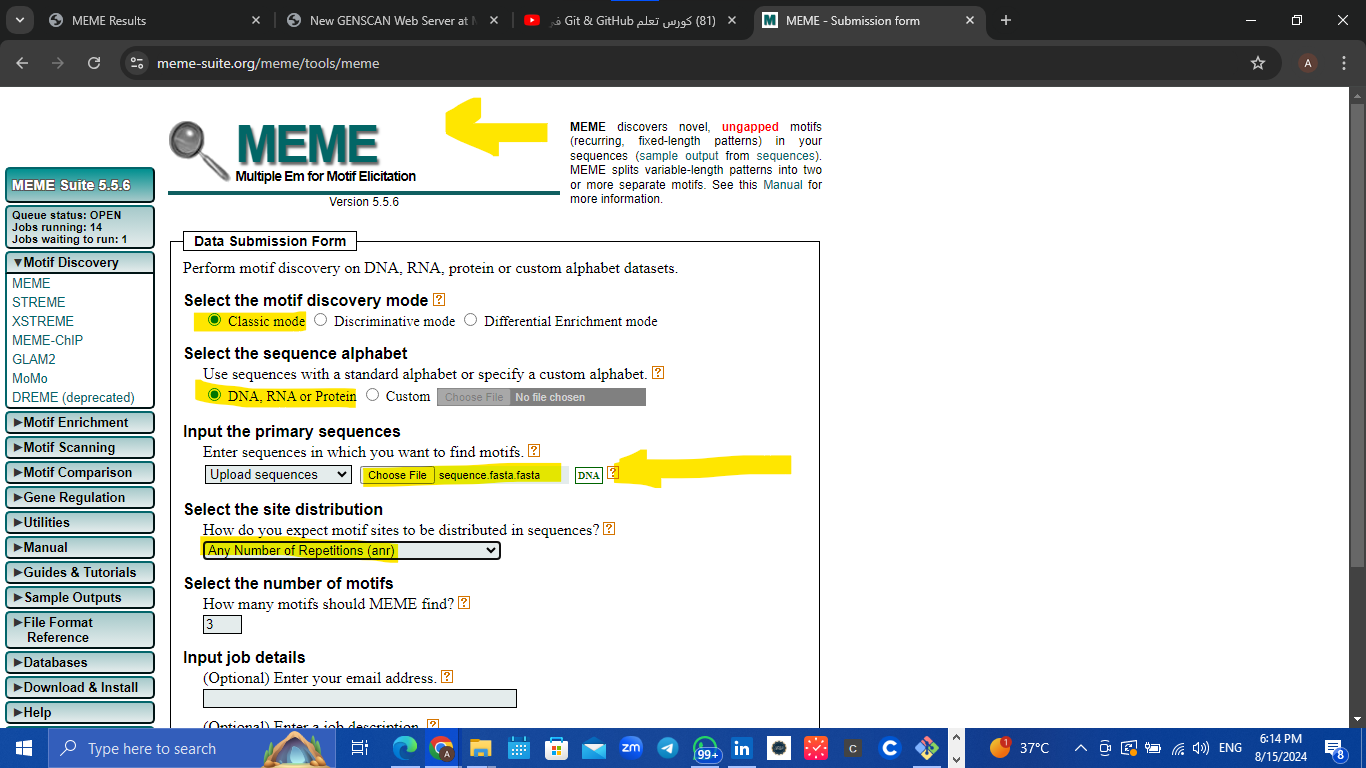 MEME Results
New GENSCAN Web Server at M
(81) كورس تعلم Git & GitHub
MEME - Submission form
meme-suite.org/meme/tools/meme
A
MEME
Multiple Em for Motif Elicitation
Version 5.5.6
MEME discovers novel, ungapped motifs
(recurring, fixed-length patterns) in your
sequences (sample output from sequences).
MEME splits variable-length patterns into two
or more separate motifs. See this Manual for
more information.
MEME Suite 5.5.6
Queue status: OPEN
Jobs running: 14
Jobs waiting to run: 1
▼Motif Discovery
MEME
STREME
XSTREME
MEME-ChIP
GLAM2
MoMo
DREME (deprecated)
►Motif Enrichment
►Motif Scanning
►Motif Comparison
►Gene Regulation
►Utilities
►Manual
►Guides & Tutorials
►Sample Outputs
►File Format
Reference
►Databases
►Download & Install
►Help
Data Submission Form
Perform motif discovery on DNA, RNA, protein or custom alphabet datasets.
Select the motif discovery mode ?
Classic mode Discriminative mode Differential Enrichment mode
Select the sequence alphabet
Use sequences with a standard alphabet or specify a custom alphabet. ?
DNA, RNA or Protein Custom Choose File No file chosen
Input the primary sequences
Enter sequences in which you want to find motifs. ?
Upload sequences Choose File sequence.fasta.fasta DNA ?
Select the site distribution
How do you expect motif sites to be distributed in sequences? ?
Any Number of Repetitions (anr)
Select the number of motifs
How many motifs should MEME find? ?
3
Input job details
(Optional) Enter your email address. ?
(Optional) Enter a job description. ?
Type here to search
zm
99+
in
C
C
1
37°C
ENG
6:14 PM
8/15/2024
8